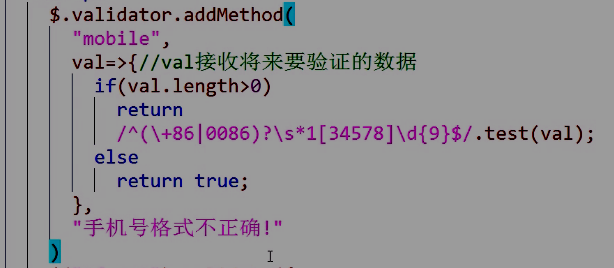 $.validator.addMethod(
"mobile",
val=>{//val接收将来要验证的数据
if(val.length>0)
return
/^(\+86|0086)?\s*1[34578]\d{9}$/.test(val);
else
return true;
},
"手机号格式不正确!"
)